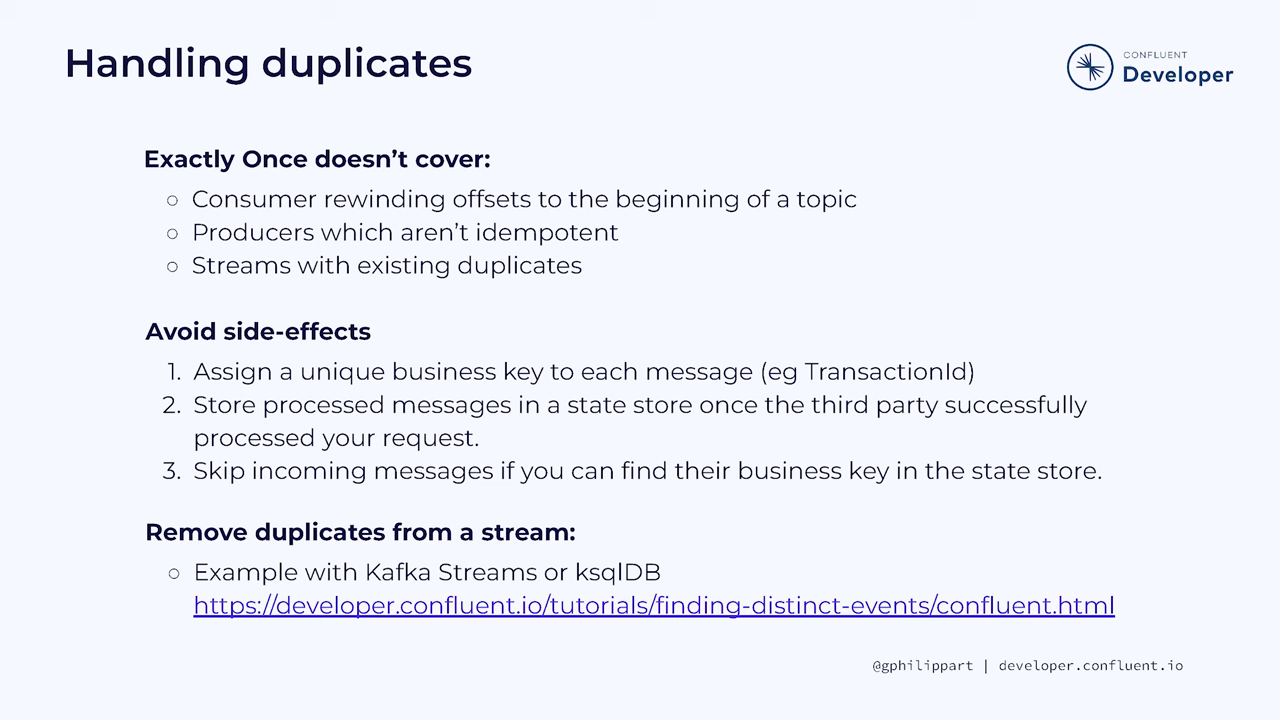 Handling duplicates
CONFLUENT
Developer
Exactly Once doesn’t cover:
○ Consumer rewinding offsets to the beginning of a topic
○ Producers which aren’t idempotent
○ Streams with existing duplicates
Avoid side-effects
1. Assign a unique business key to each message (eg TransactionId)
2. Store processed messages in a state store once the third party successfully
processed your request.
3. Skip incoming messages if you can find their business key in the state store.
Remove duplicates from a stream:
○ Example with Kafka Streams or ksqlDB
https://developer.confluent.io/tutorials/finding-distinct-events/confluent.html
@gphilippart | developer.confluent.io